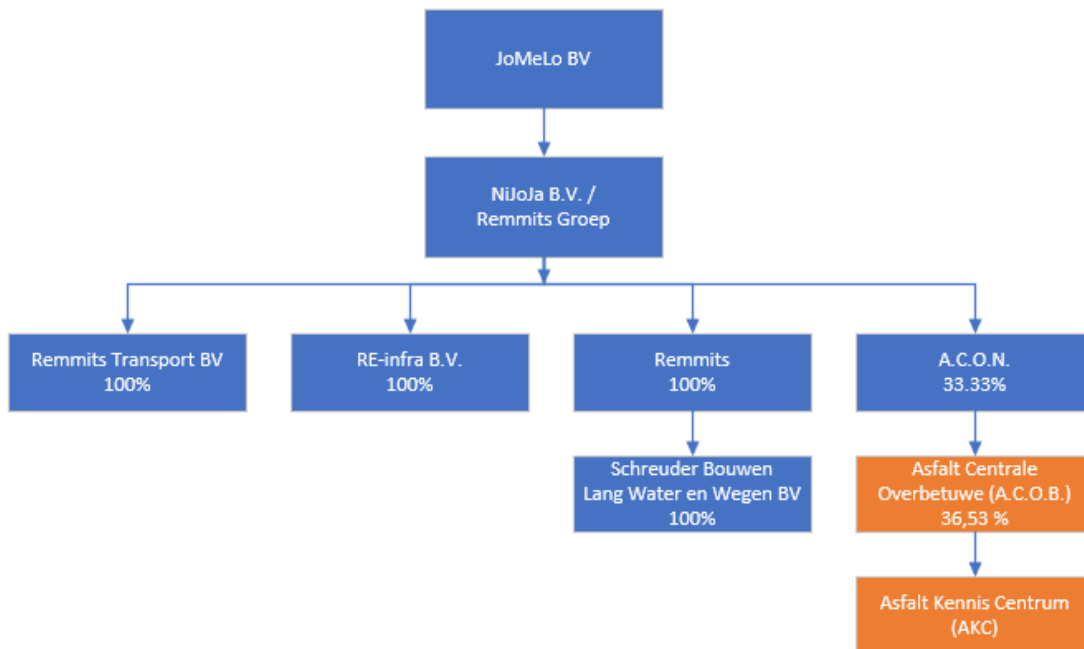 JoMeLo BV
NiJoJa B.V. /
Remmits Groep
Remmits Transport BV
100%
RE-infra B.V.
100%
Remmits
100%
A.C.O.N.
33.33%
Schreuder Bouwen
Lang Water en Wegen BV
100%
Asfalt Centrale
Overbetuwe (A.C.O.B.)
36,53 %
Asfalt Kennis Centrum
(AKC)